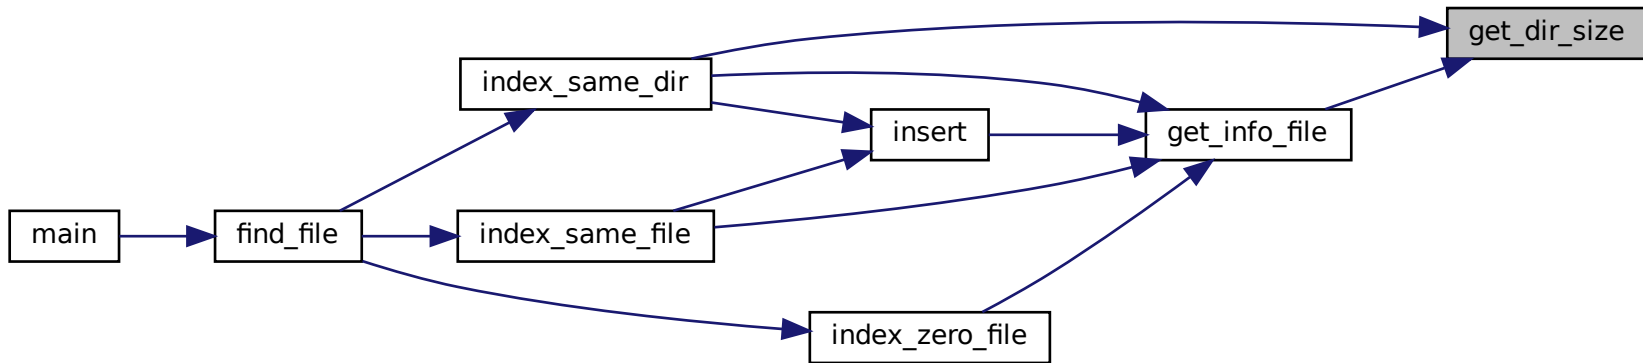 get_dir_size
index_same_dir
insert
get_info_file
main
find_file
index_same_file
index_zero_file